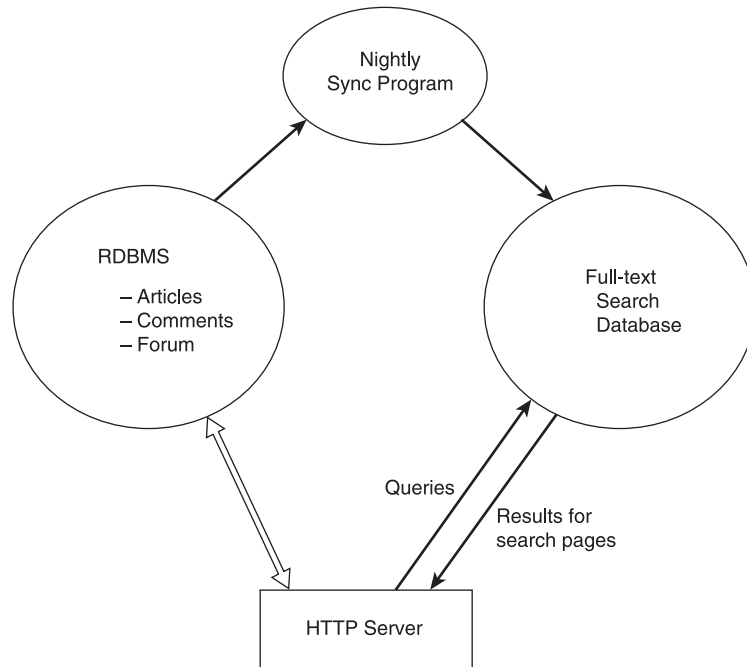 Nightly
Sync Program
RDBMS
– Articles
– Comments
– Forum
Full-text
Search
Database
Queries
Results for
search pages
HTTP Server